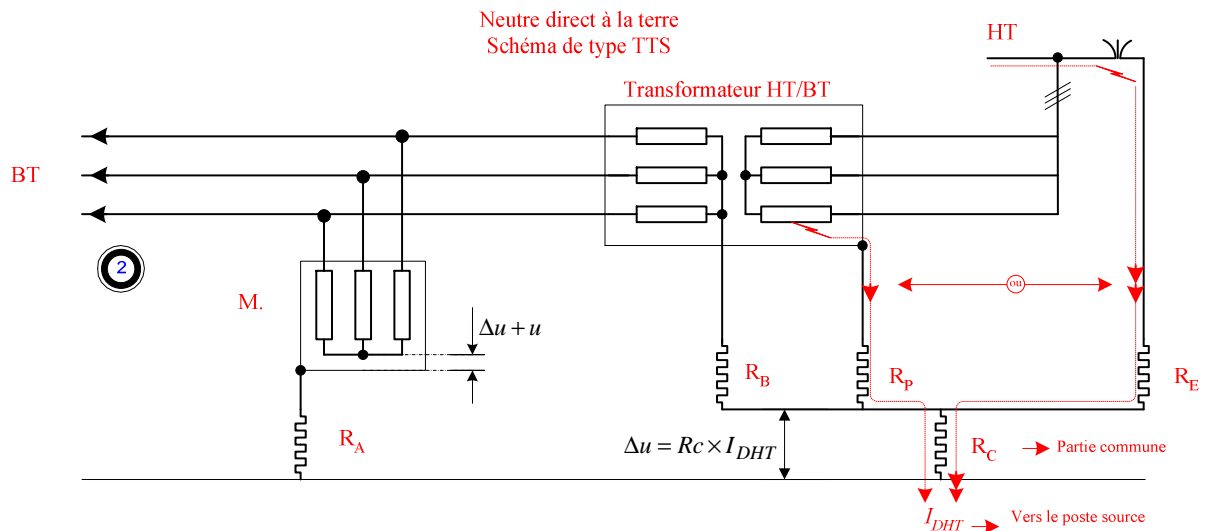 Neutre direct à la terre
Schéma de type TTS
HT
Transformateur HT/BT
BT
2
M.
Δu + u
ou
R_B
R_P
R_E
R_A
Δu = Rc × I_DHT
R_C
Partie commune
I_DHT
Vers le poste source